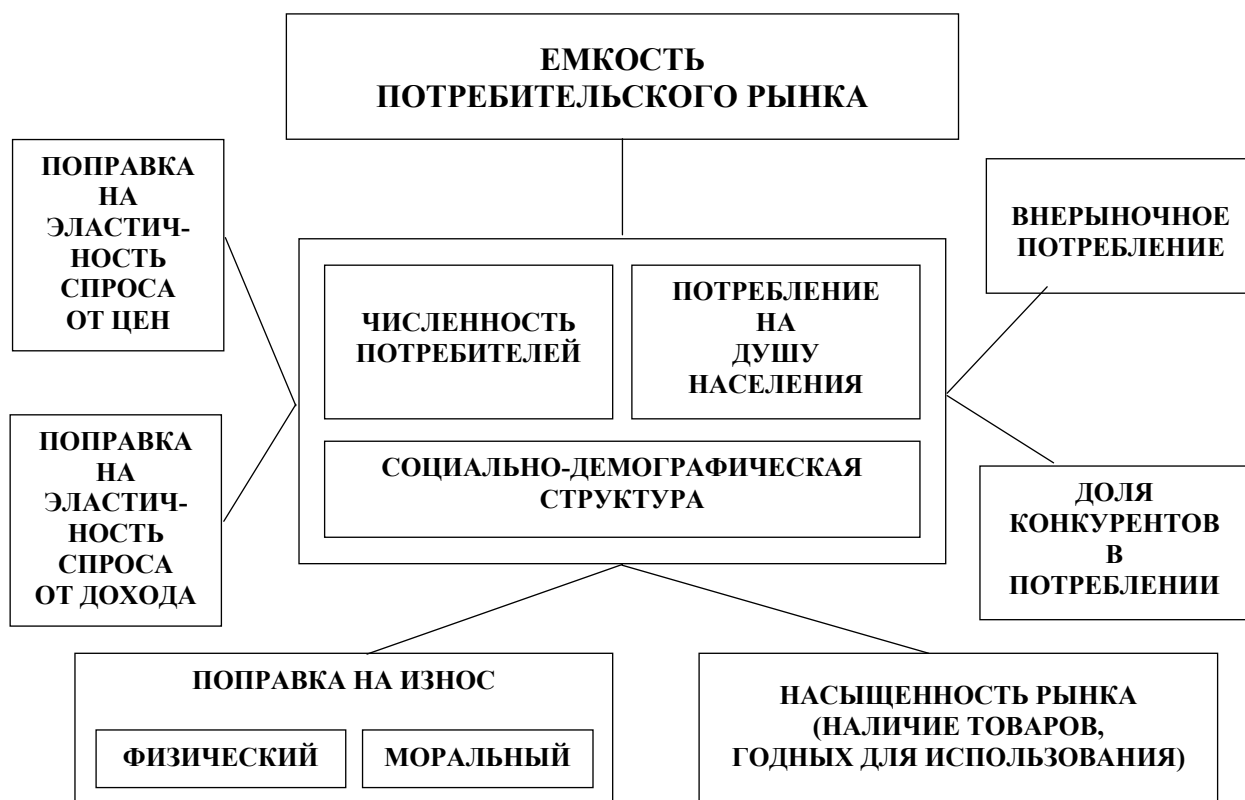 ЕМКОСТЬ
ПОТРЕБИТЕЛЬСКОГО РЫНКА
ПОПРАВКА
НА
ЭЛАСТИЧ-
НОСТЬ
СПРОСА
ОТ ЦЕН
ВНЕРЫНОЧНОЕ
ПОТРЕБЛЕНИЕ
ЧИСЛЕННОСТЬ
ПОТРЕБИТЕЛЕЙ
ПОТРЕБЛЕНИЕ
НА
ДУШУ
НАСЕЛЕНИЯ
СОЦИАЛЬНО-ДЕМОГРАФИЧЕСКАЯ
СТРУКТУРА
ПОПРАВКА
НА
ЭЛАСТИЧ-
НОСТЬ
СПРОСА
ОТ ДОХОДА
ДОЛЯ
КОНКУРЕНТОВ
В
ПОТРЕБЛЕНИИ
ПОПРАВКА НА ИЗНОС
ФИЗИЧЕСКИЙ
МОРАЛЬНЫЙ
НАСЫЩЕННОСТЬ РЫНКА
(НАЛИЧИЕ ТОВАРОВ,
ГОДНЫХ ДЛЯ ИСПОЛЬЗОВАНИЯ)